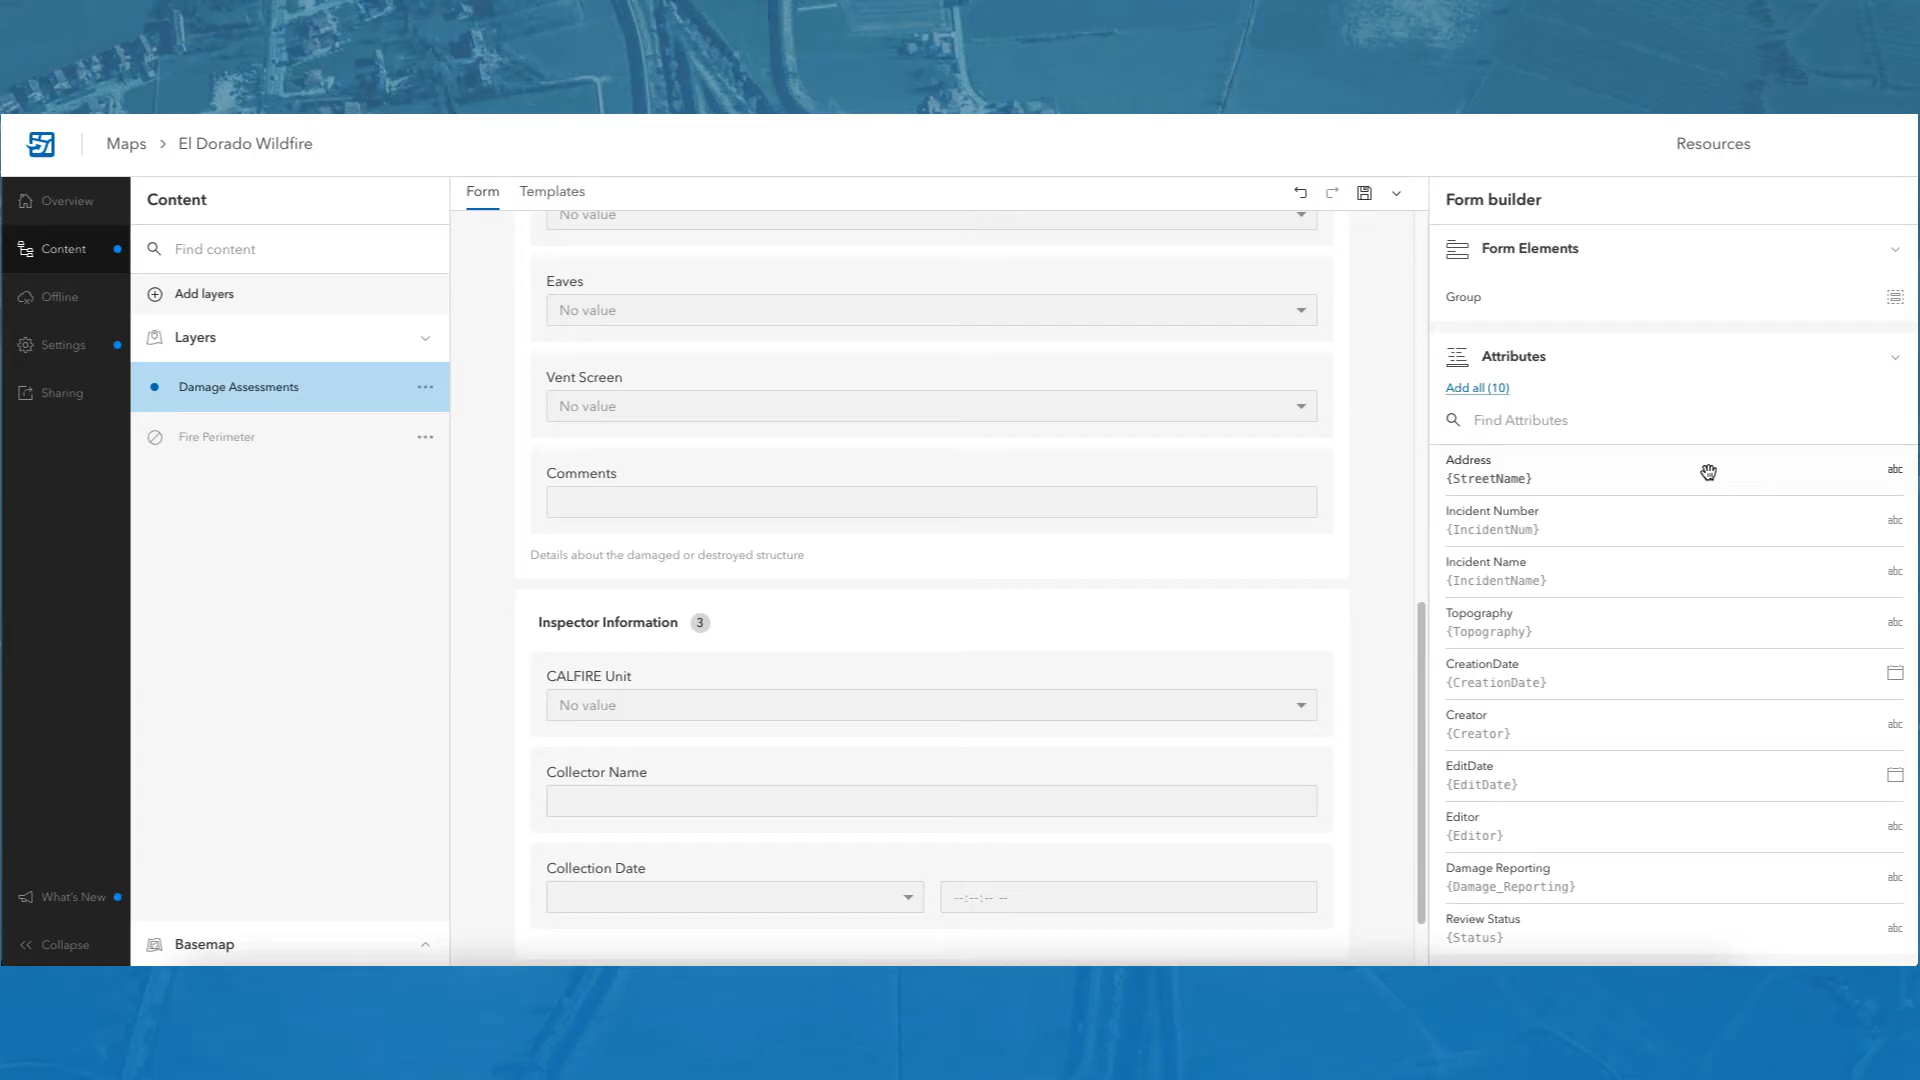 Maps > El Dorado Wildfire
Resources
Overview
Content
Offline
Settings
Sharing
What's New
Collapse
Content
Find content
Add layers
Layers
Damage Assessments
Fire Perimeter
Basemap
Form Templates
No value
Eaves
No value
Vent Screen
No value
Comments
Details about the damaged or destroyed structure
Inspector Information 3
CALFIRE Unit
No value
Collector Name
Collection Date
--:--:-- --
Form builder
Form Elements
Group
Attributes
Add all (10)
Find Attributes
Address
{StreetName}
abc
Incident Number
{IncidentNum}
abc
Incident Name
{IncidentName}
abc
Topography
{Topography}
abc
CreationDate
{CreationDate}
Creator
{Creator}
abc
EditDate
{EditDate}
Editor
{Editor}
abc
Damage Reporting
{Damage_Reporting}
abc
Review Status
{Status}
abc